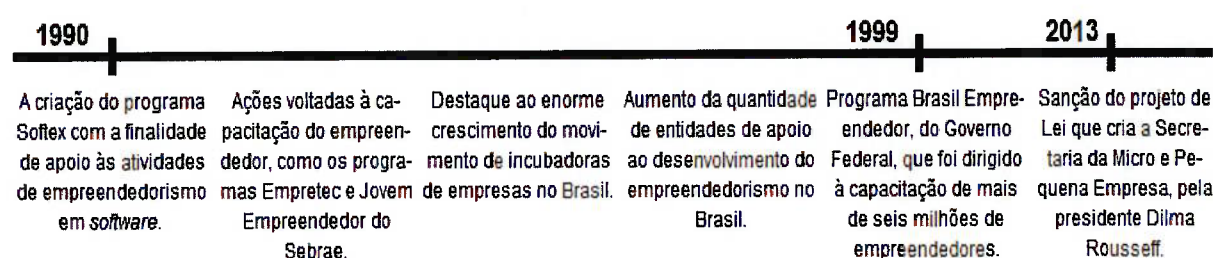 1990
1999
2013
A criação do programa
Softex com a finalidade
de apoio às atividades
de empreendedorismo
em software.
Ações voltadas à ca-
pacitação do empreen-
dedor, como os progra-
mas Empretec e Jovem
Empreendedor do
Sebrae.
Destaque ao enorme
crescimento do movi-
mento de incubadoras
de empresas no Brasil.
Aumento da quantidade
de entidades de apoio
ao desenvolvimento do
empreendedorismo no
Brasil.
Programa Brasil Empre-
endedor, do Governo
Federal, que foi dirigido
à capacitação de mais
de seis milhões de
empreendedores.
Sanção do projeto de
Lei que cria a Secre-
taria da Micro e Pe-
quena Empresa, pela
presidente Dilma
Rousseff.